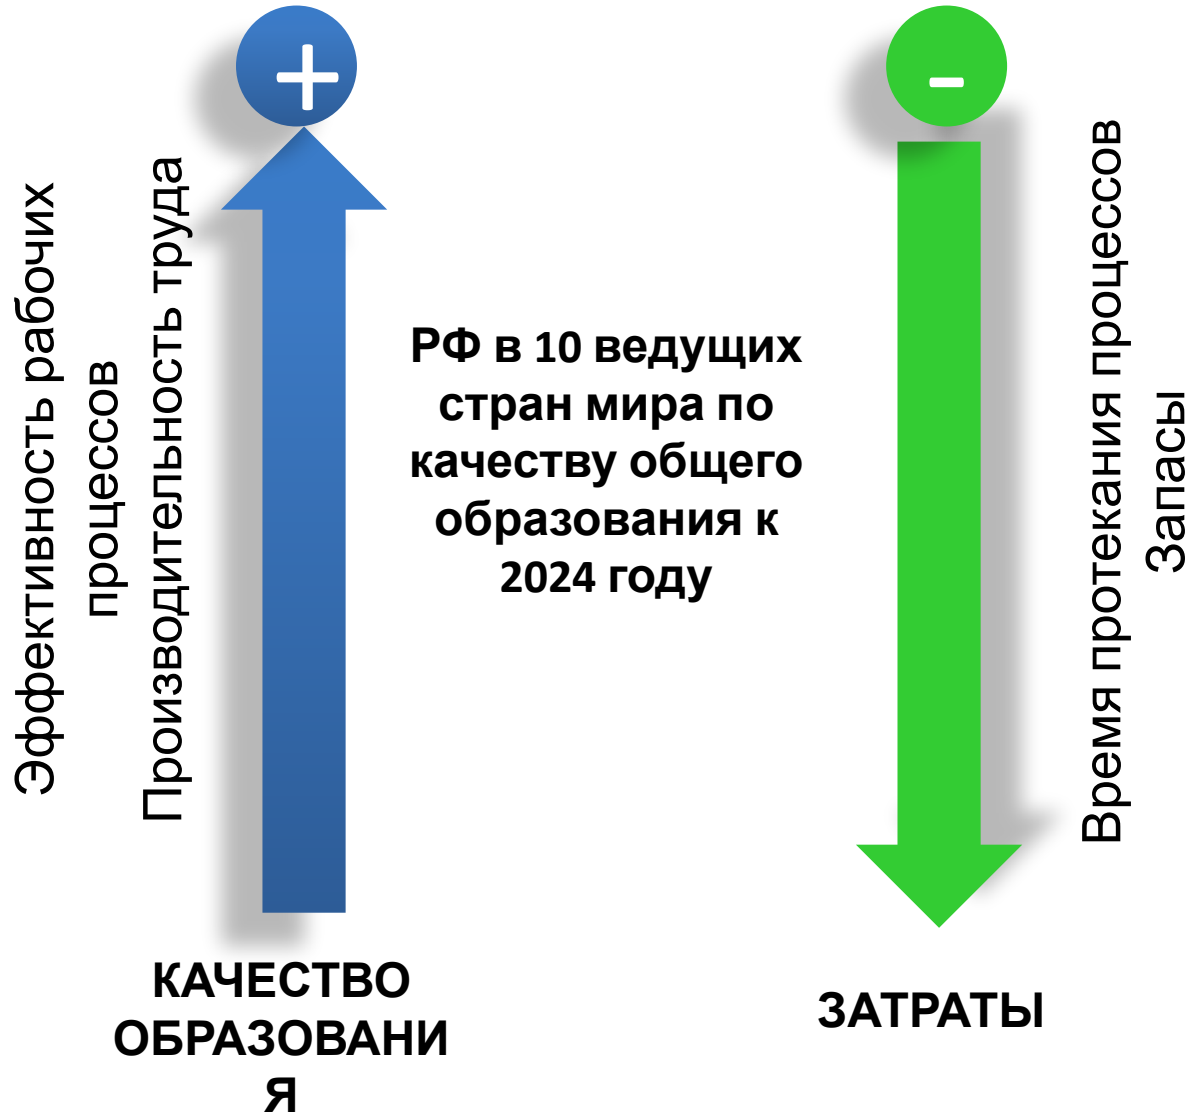 +
-
Эффективность рабочих
процессов
Производительность труда
РФ в 10 ведущих
стран мира по
качеству общего
образования к
2024 году
Время протекания процессов
Запасы
КАЧЕСТВО
ОБРАЗОВАНИ
Я
ЗАТРАТЫ